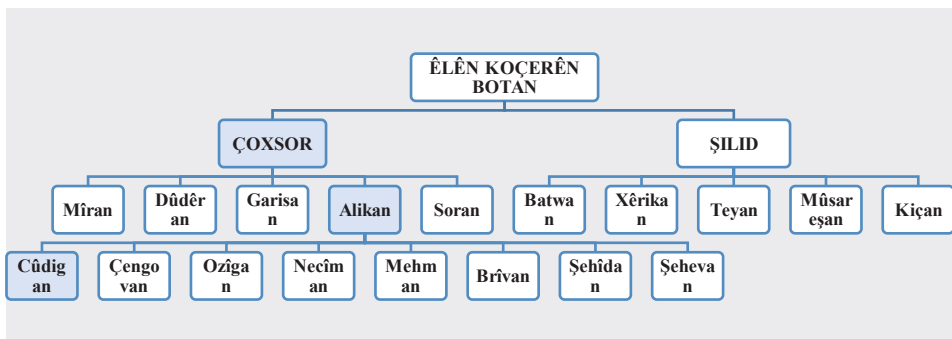 ÊLÊN KOÇERÊN
BOTAN
ÇOXSOR
ŞILID
Mîran
Dûdêr
an
Garisa
n
Alikan
Soran
Batwa
n
Xêrika
n
Teyan
Mûsar
eşan
Kiçan
Cûdig
an
Çengo
van
Ozîga
n
Necîm
an
Mehm
an
Brîvan
Şehîda
n
Şeheva
n